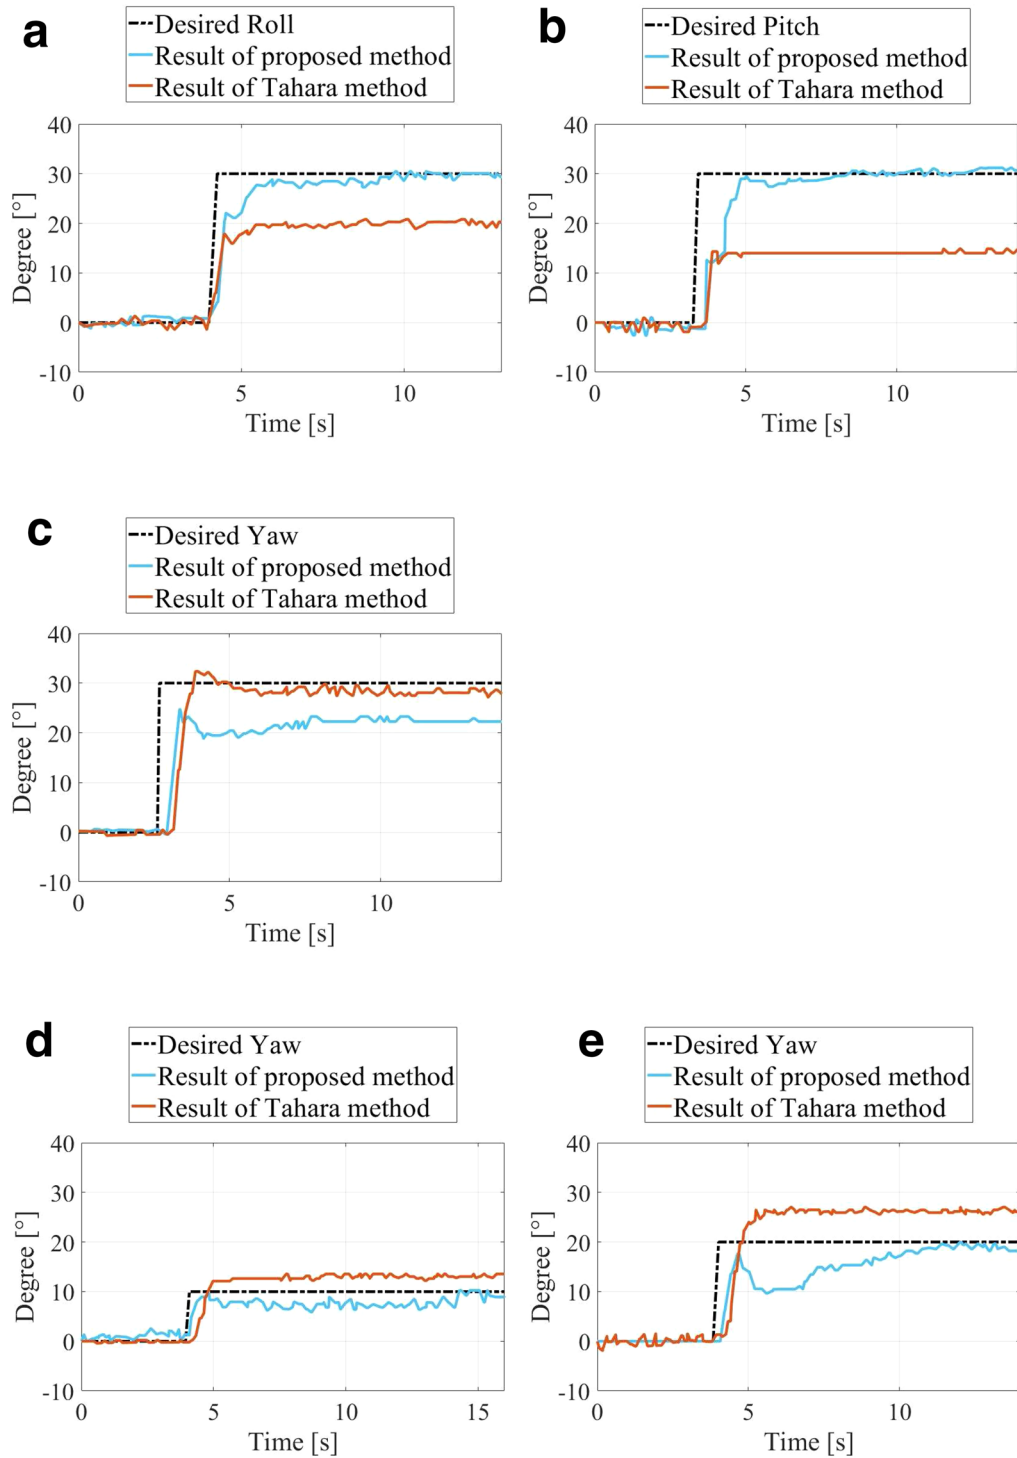 a
Desired Roll
Result of proposed method
Result of Tahara method
40
30
20
10
0
-10
Degree [°]
0 5 10
Time [s]
b
Desired Pitch
Result of proposed method
Result of Tahara method
40
30
20
10
0
-10
Degree [°]
0 5 10
Time [s]
c
Desired Yaw
Result of proposed method
Result of Tahara method
40
30
20
10
0
-10
Degree [°]
0 5 10
Time [s]
d
Desired Yaw
Result of proposed method
Result of Tahara method
40
30
20
10
0
-10
Degree [°]
0 5 10 15
Time [s]
e
Desired Yaw
Result of proposed method
Result of Tahara method
40
30
20
10
0
-10
Degree [°]
0 5 10
Time [s]